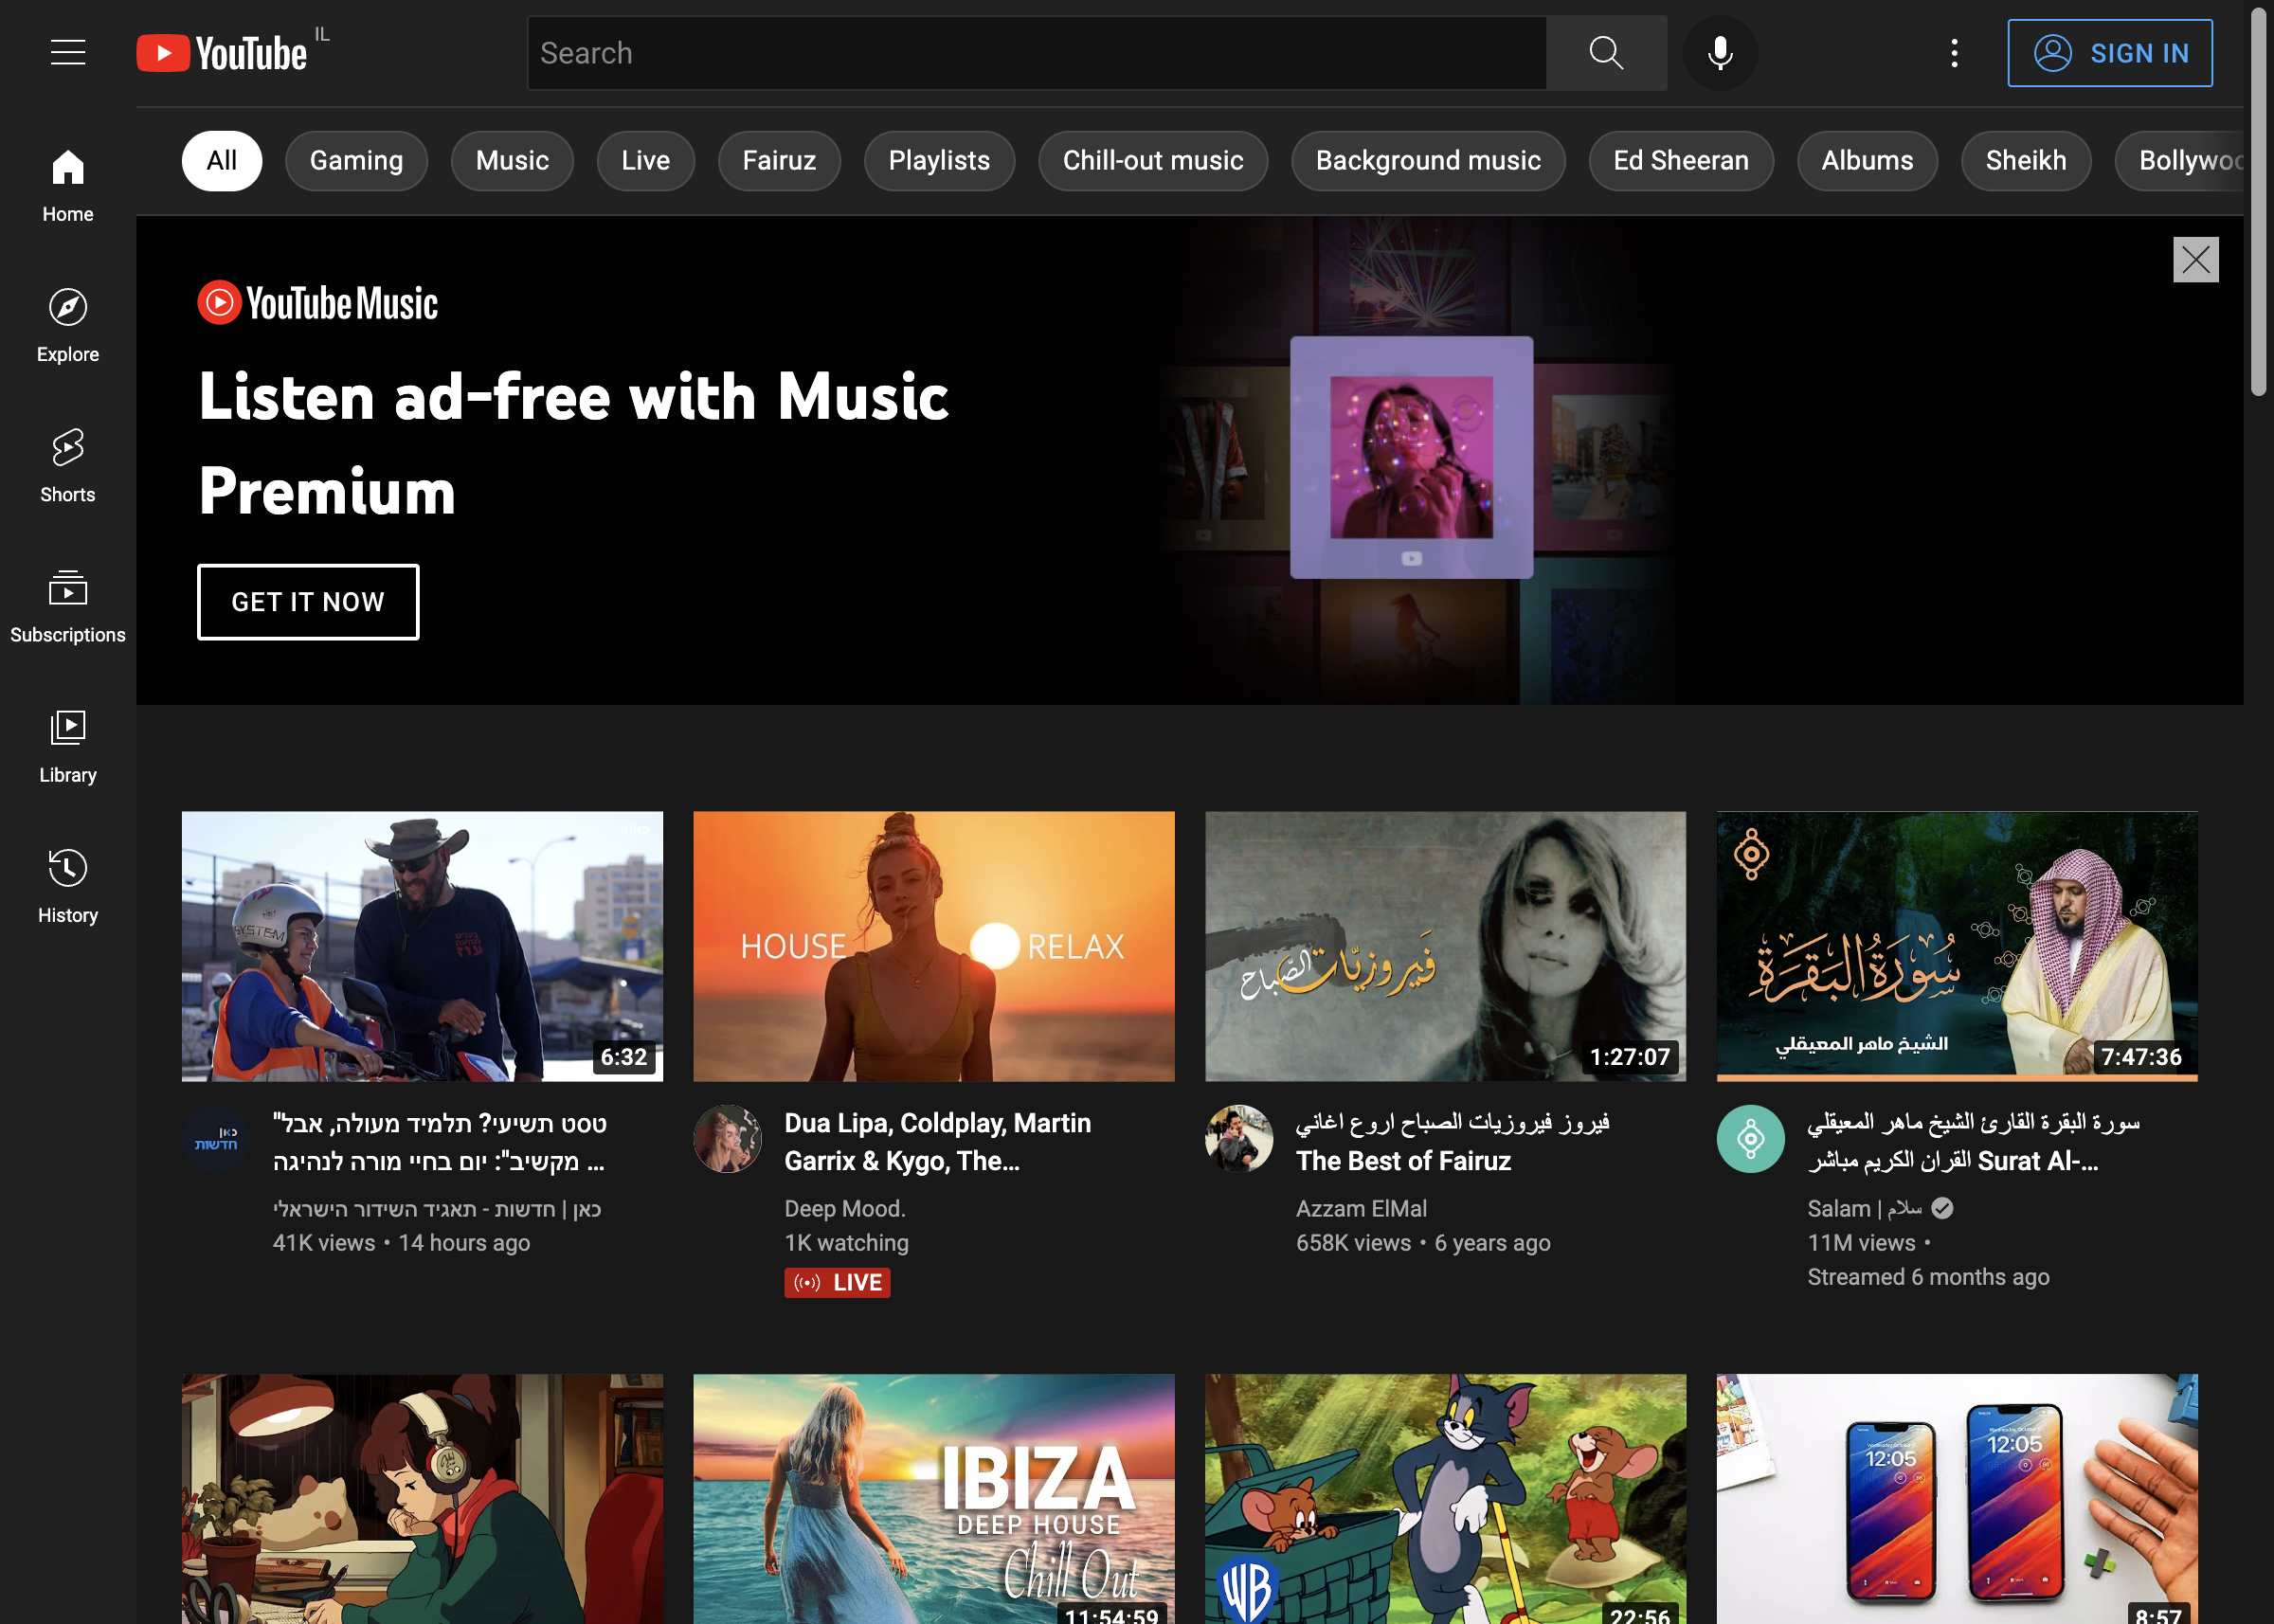 YouTube IL
Search
SIGN IN
All
Gaming
Music
Live
Fairuz
Playlists
Chill-out music
Background music
Ed Sheeran
Albums
Sheikh
Bollywoo
Home
Explore
Shorts
Subscriptions
Library
History
YouTube Music
Listen ad-free with Music
Premium
GET IT NOW
SYSTEM
6:32
"טסט תשיעי? תלמיד מעולה, אבל
מקשיב": יום בחיי מורה לנהיגה ...
כאן | חדשות - תאגיד השידור הישראלי
41K views • 14 hours ago
כאן
חדשות
HOUSE RELAX
Dua Lipa, Coldplay, Martin
Garrix & Kygo, The...
Deep Mood.
1K watching
LIVE
فيروزيات الصباح
1:27:07
فيروز فيروزيات الصباح اروع اغاني
The Best of Fairuz
Azzam ElMal
658K views • 6 years ago
سورة البقرة
الشيخ ماهر المعيقلي
7:47:36
سورة البقرة القارئ الشيخ ماهر المعيقلي
القران الكريم مباشر Surat Al-...
Salam | سلام
11M views •
Streamed 6 months ago
IBIZA
DEEP HOUSE
Chill Out
11:54:59
WB
22:56
12:05
12:05
8:57